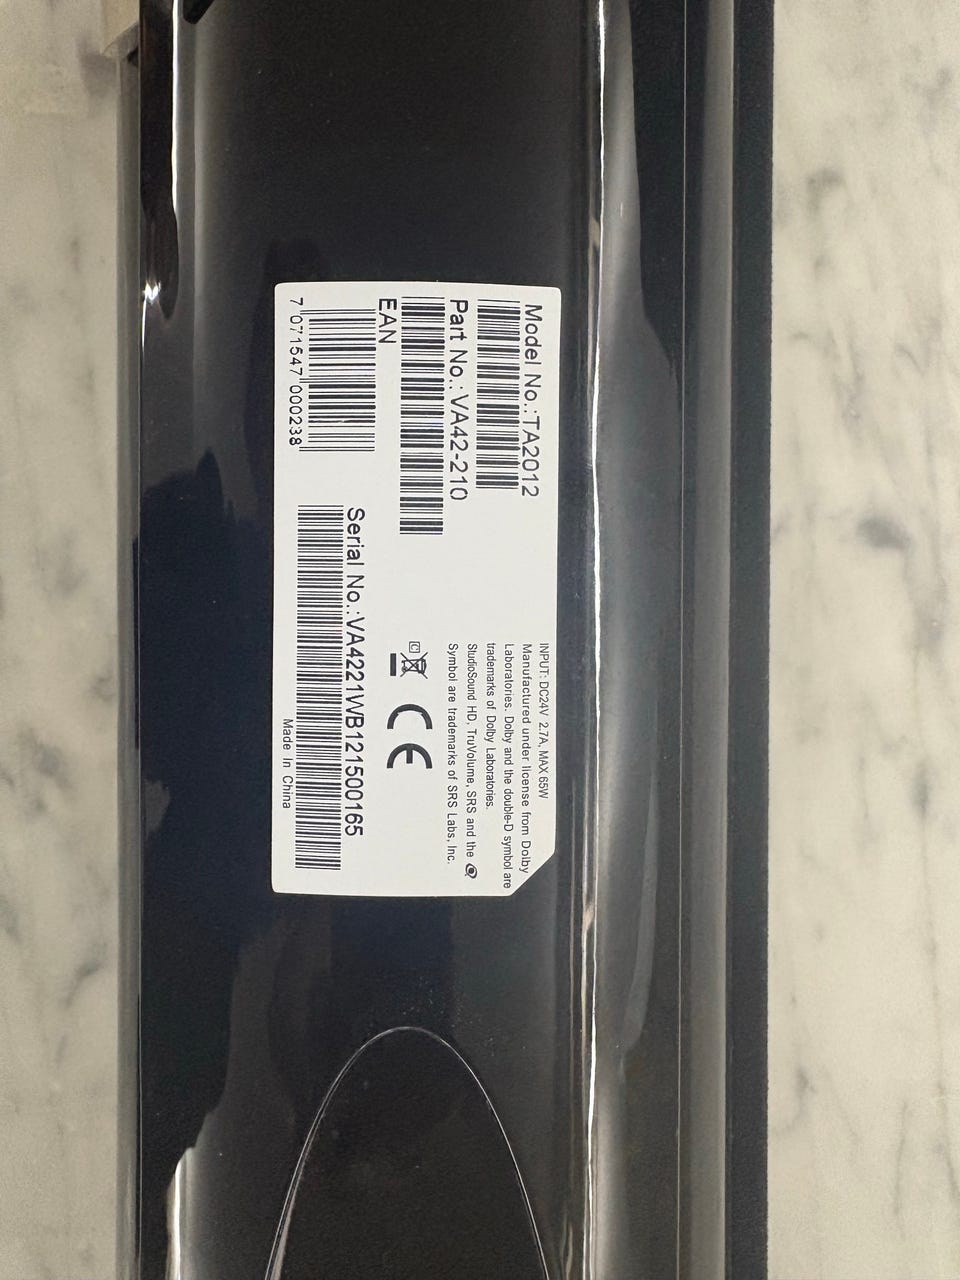 Model No.:TA2012
Part No.: VA42-210
EAN
7 071547 000238
INPUT: DC24V 2.7A, MAX 65W
Manufactured under license from Dolby
Laboratories. Dolby and the double-D symbol are
trademarks of Dolby Laboratories.
StudioSound HD, TruVolume, SRS and the
Symbol are trademarks of SRS Labs, Inc.
CE
Serial No.:VA4221WB121500165
Made In China